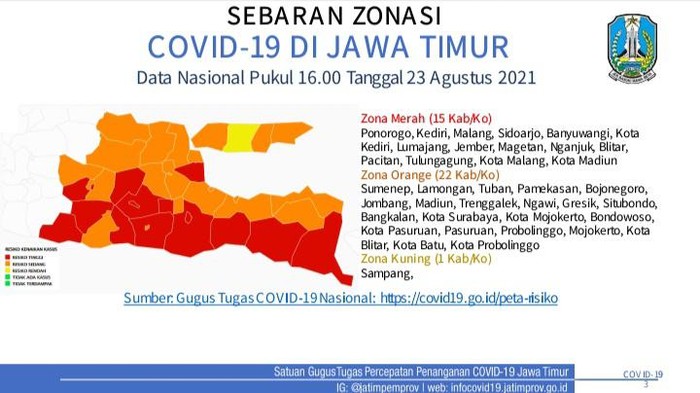 SEBARAN ZONASI
COVID-19 DI JAWA TIMUR
Data Nasional Pukul 16.00 Tanggal 23 Agustus 2021
Zona Merah (15 Kab/Ko)
Ponorogo, Kediri, Malang, Sidoarjo, Banyuwangi, Kota
Kediri, Lumajang, Jember, Magetan, Nganjuk, Blitar,
Pacitan, Tulungagung, Kota Malang, Kota Madiun
Zona Orange (22 Kab/Ko)
Sumenep, Lamongan, Tuban, Pamekasan, Bojonegoro,
Jombang, Madiun, Trenggalek, Ngawi, Gresik, Situbondo,
Bangkalan, Kota Surabaya, Kota Mojokerto, Bondowoso,
Kota Pasuruan, Pasuruan, Probolinggo, Mojokerto, Kota
Blitar, Kota Batu, Kota Probolinggo
Zona Kuning (1 Kab/Ko)
Sampang,
RISIKO KENAIKAN KASUS
RISIKO TINGGI
RISIKO SEDANG
RISIKO RENDAH
TIDAK ADA KASUS
TIDAK TERDAMPAK
Sumber: Gugus Tugas COVID-19 Nasional: https://covid19.go.id/peta-risiko
Satuan Gugus Tugas Percepatan Penanganan COVID-19 Jawa Timur
IG: @jatimpemprov | web: infocovid19.jatimprov.go.id
COVID-19
3